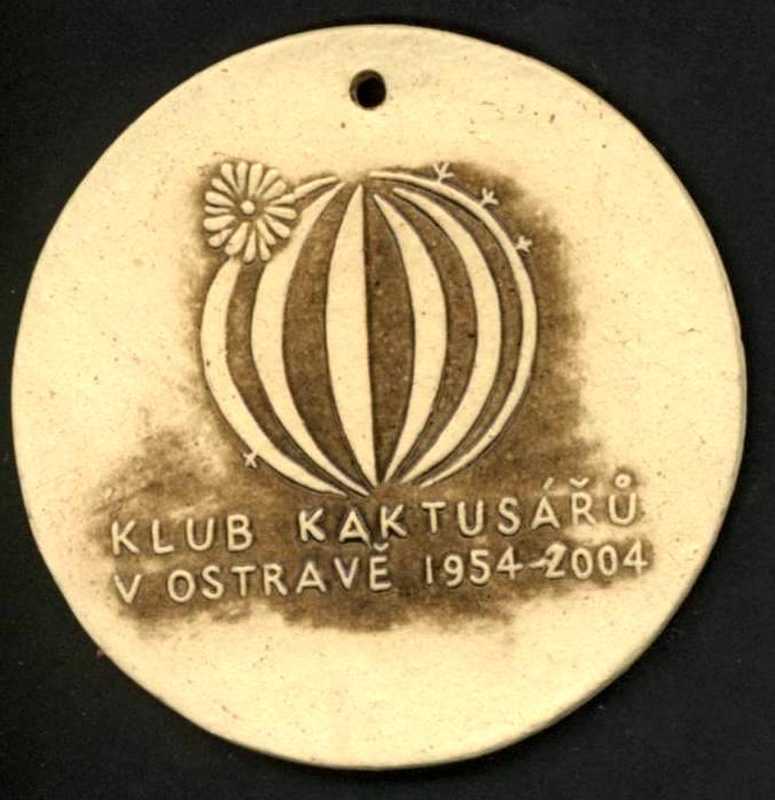 KLUB KAKTUSÁŘŮ
V OSTRAVĚ 1954-2004